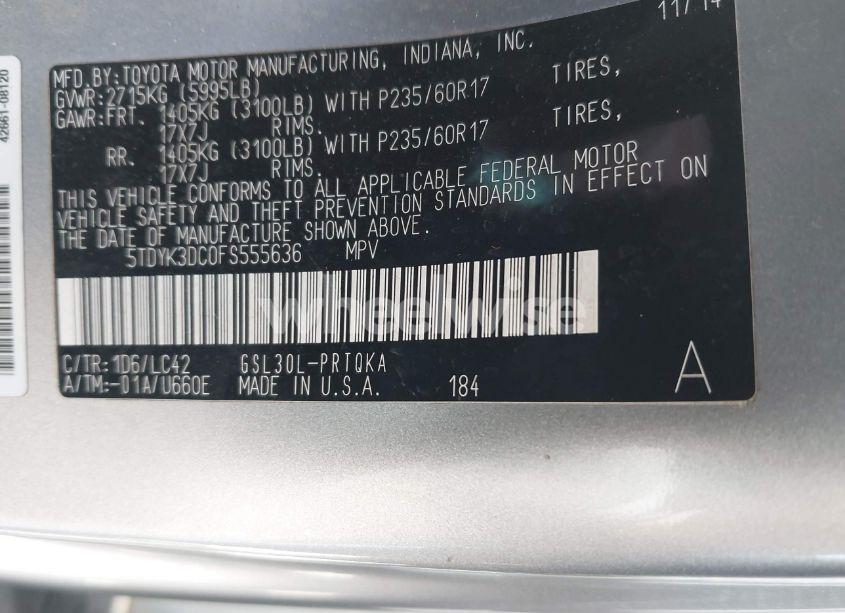 11/14
MFD.BY:TOYOTA MOTOR MANUFACTURING, INDIANA, INC.
GVWR:2715KG (5995LB)
GAWR:FRT. 1405KG (3100LB) WITH P235/60R17 TIRES,
17X7J RIMS.
RR. 1405KG (3100LB) WITH P235/60R17 TIRES,
17X7J RIMS.
THIS VEHICLE CONFORMS TO ALL APPLICABLE FEDERAL MOTOR
VEHICLE SAFETY AND THEFT PREVENTION STANDARDS IN EFFECT ON
THE DATE OF MANUFACTURE SHOWN ABOVE.
5TDYK3DC0FS555636 MPV
wheelwise
C/TR:1D6/LC42 GSL30L-PRTQKA
A/TM:-01A/U660E MADE IN U.S.A. 184
A
42661-08120